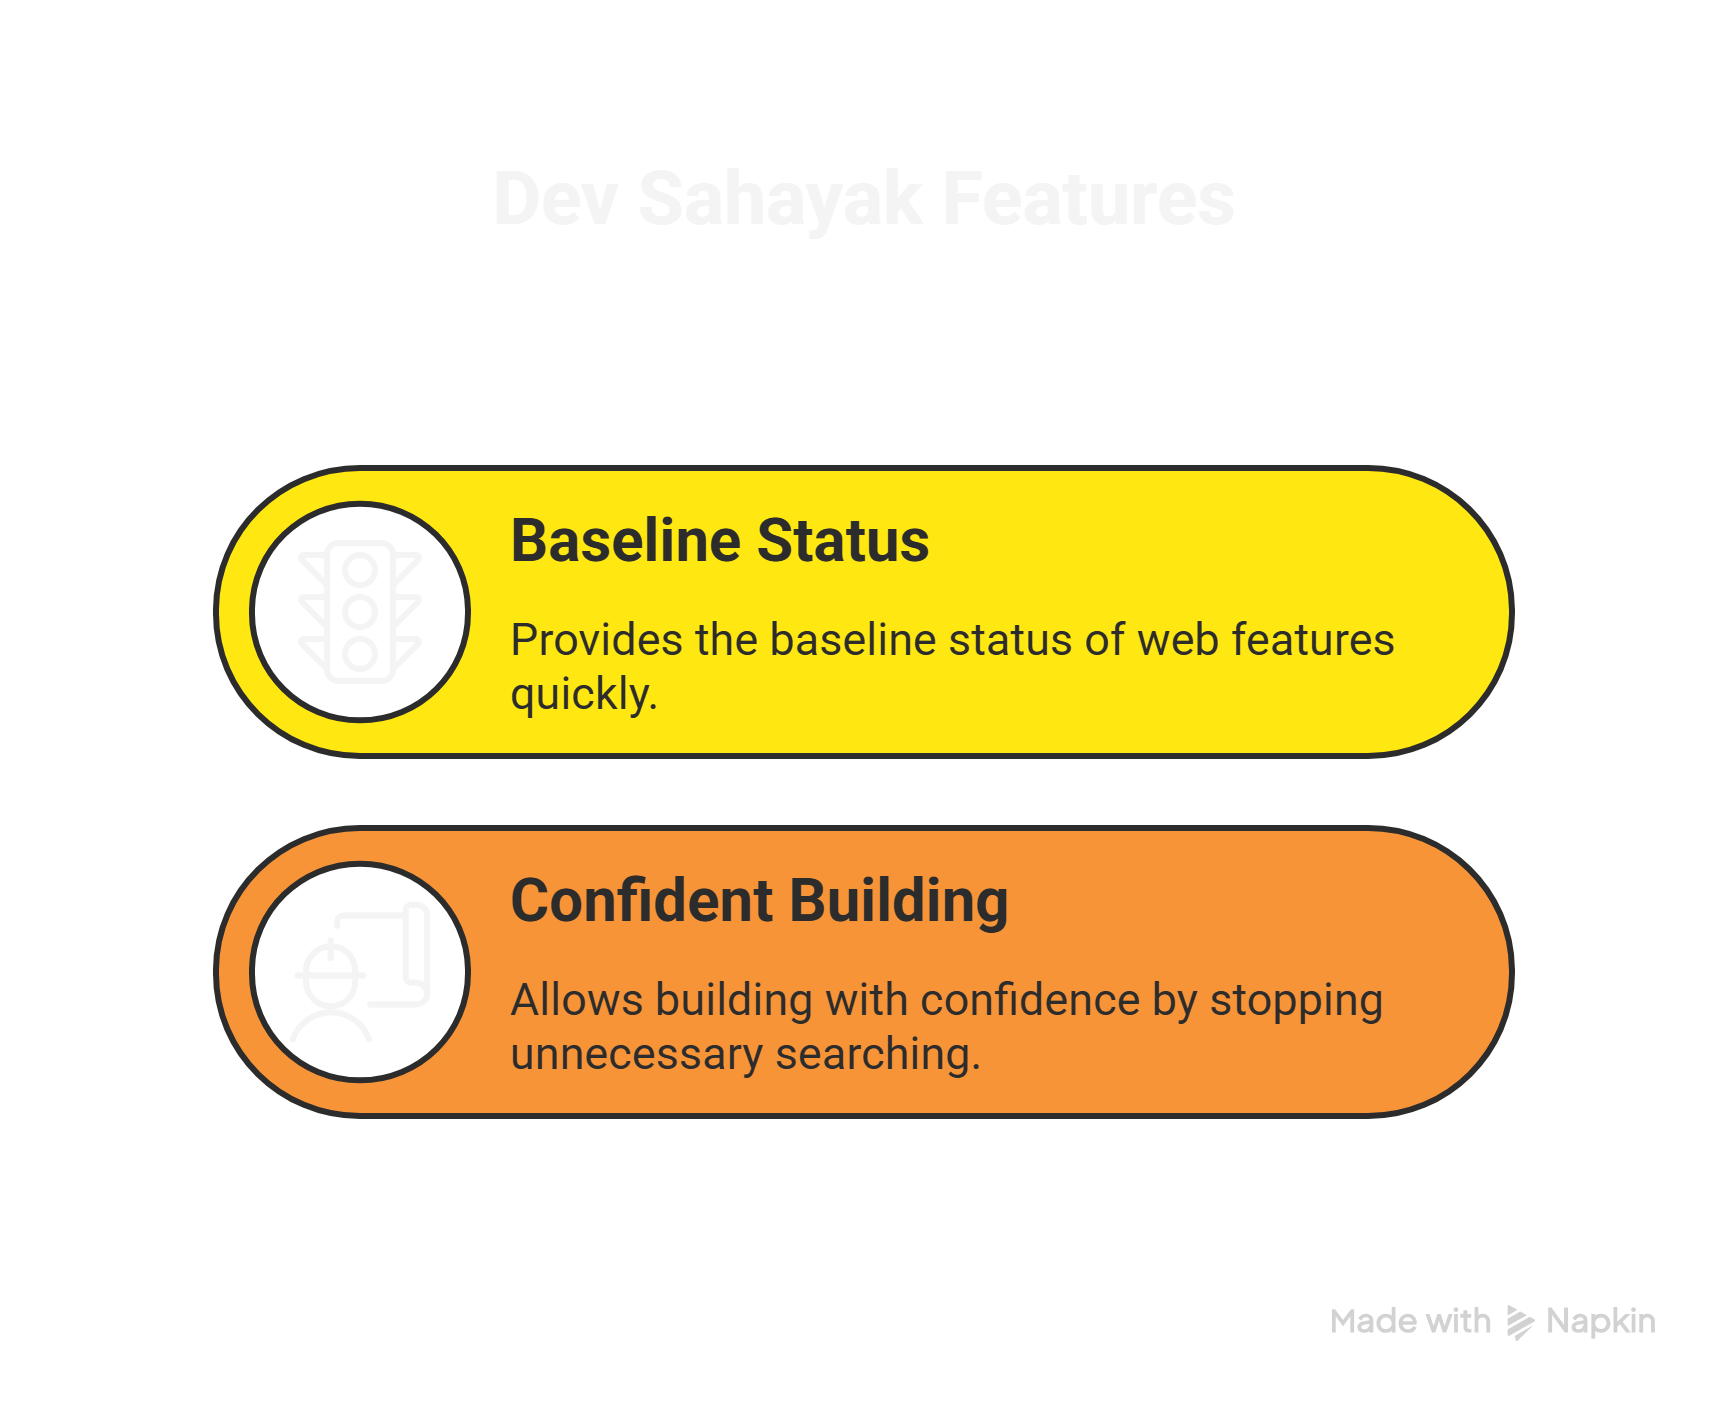 Dev Sahayak Features
Baseline Status
Provides the baseline status of web features
quickly.
Confident Building
Allows building with confidence by stopping
unnecessary searching.
Made with Napkin